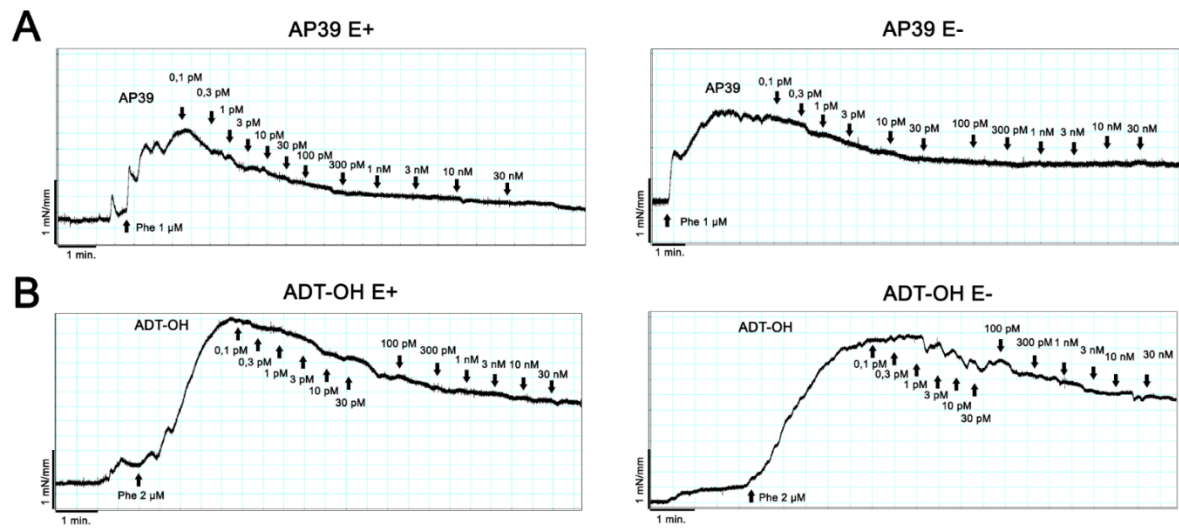 A
AP39 E+
AP39 E-
AP39
0,1 pM
0,3 pM
1 pM
3 pM
10 pM
30 pM
100 pM
300 pM
1 nM
3 nM
10 nM
30 nM
Phe 1 µM
1 mN/mm
1 min.
AP39
0,1 pM
0,3 pM
1 pM
3 pM
10 pM
30 pM
100 pM
300 pM
1 nM
3 nM
10 nM
30 nM
Phe 1 µM
1 mN/mm
1 min.
B
ADT-OH E+
ADT-OH E-
ADT-OH
0,1 pM
0,3 pM
1 pM
3 pM
10 pM
30 pM
100 pM
300 pM
1 nM
3 nM
10 nM
30 nM
Phe 2 µM
1 mN/mm
1 min.
ADT-OH
0,1 pM
0,3 pM
1 pM
3 pM
10 pM
30 pM
100 pM
300 pM
1 nM
3 nM
10 nM
30 nM
Phe 2 µM
1 mN/mm
1 min.